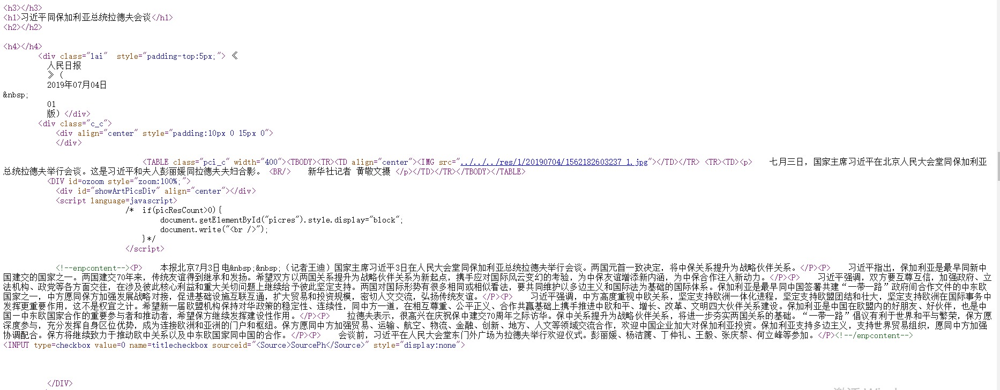 <h3></h3>
<h1>习近平同保加利亚总统拉德夫会谈</h1>
<h2></h2>
<h4></h4>
<div class="lai"  style="padding-top:5px;"> 《
人民日报
》（
2019年07月04日
&nbsp;
01
版）</div>
<div class="c_c">
<div align="center" style="padding:10px 0 15px 0">
</div>
<TABLE class="pci_c" width="400"><TBODY><TR><TD align="center"><IMG src="../../../res/1/20190704/1562182603237_1.jpg"></TD></TR> <TR><TD><p>　　七月三日，国家主席习近平在北京人民大会堂同保加利亚
总统拉德夫举行会谈。这是习近平和夫人彭丽媛同拉德夫夫妇合影。 <BR/>　　新华社记者 黄敬文摄 </p></TD></TR></TBODY></TABLE>
<DIV id=ozoom style="zoom:100%;">
<div id="showArtPicsDiv" align="center"></div>
<script language=javascript>
/*  if(picResCount>0){
document.getElementById("picres").style.display="block";
document.write("<br />");
}*/
</script>
<!--enpcontent--><P>　　本报北京7月3日电&nbsp;&nbsp;（记者王迪）国家主席习近平3日在人民大会堂同保加利亚总统拉德夫举行会谈。两国元首一致决定，将中保关系提升为战略伙伴关系。</P><P>　　习近平指出，保加利亚是最早同新中
国建交的国家之一。两国建交70年来，传统友谊得到继承和发扬。希望双方以两国关系提升为战略伙伴关系为新起点，携手应对国际风云变幻的考验，为中保友谊增添新内涵，为中保合作注入新动力。</P><P>　　习近平强调，双方要互尊互信，加强政府、立
法机构、政党等各方面交往，在涉及彼此核心利益和重大关切问题上继续给予彼此坚定支持。两国对国际形势有很多相同或相似看法，要共同维护以多边主义和国际法为基础的国际体系。保加利亚是最早同中国签署共建“一带一路”政府间合作文件的中东欧
国家之一，中方愿同保方加强发展战略对接，促进基础设施互联互通，扩大贸易和投资规模，密切人文交流，弘扬传统友谊。</P><P>　　习近平强调，中方高度重视中欧关系，坚定支持欧洲一体化进程，坚定支持欧盟团结和壮大，坚定支持欧洲在国际事务中
发挥更重要作用，这不是权宜之计。希望新一届欧盟机构保持对华政策的稳定性、连续性，同中方一道，在相互尊重、公平正义、合作共赢基础上携手推进中欧和平、增长、改革、文明四大伙伴关系建设。保加利亚是中国在欧盟内的好朋友、好伙伴，也是中
国—中东欧国家合作的重要参与者和推动者，希望保方继续发挥建设性作用。</P><P>　　拉德夫表示，很高兴在庆祝保中建交70周年之际访华。保中关系提升为战略伙伴关系，将进一步夯实两国关系的基础。“一带一路”倡议有利于世界和平与繁荣，保方愿
深度参与，充分发挥自身区位优势，成为连接欧洲和亚洲的门户和枢纽。保方愿同中方加强贸易、运输、航空、物流、金融、创新、地方、人文等领域交流合作，欢迎中国企业加大对保加利亚投资。保加利亚支持多边主义，支持世界贸易组织，愿同中方加强
协调配合。保方将继续致力于推动欧中关系以及中东欧国家同中国的合作。</P><P>　　会谈前，习近平在人民大会堂东门外广场为拉德夫举行欢迎仪式。彭丽媛、杨洁篪、丁仲礼、王毅、张庆黎、何立峰等参加。</P><!--/enpcontent-->
<INPUT type=checkbox value=0 name=titlecheckbox sourceid="<Source>SourcePh</Source>" style="display:none">
</DIV>